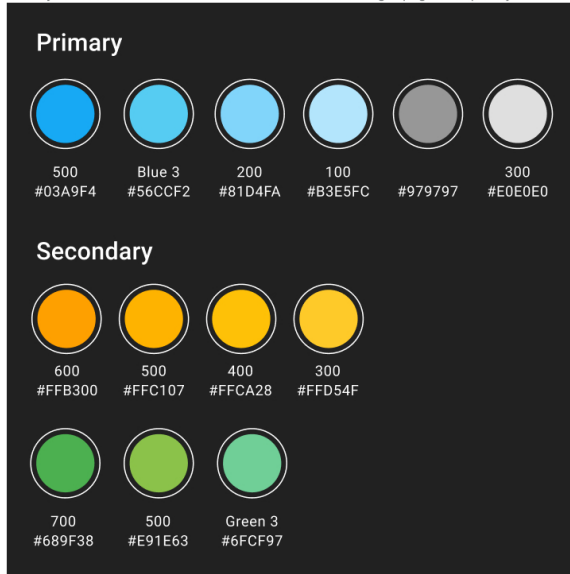 Primary
500 Blue 3 200 100 300
#03A9F4 #56CCF2 #81D4FA #B3E5FC #979797 #E0E0E0
Secondary
600 500 400 300
#FFB300 #FFC107 #FFCA28 #FFD54F
700 500 Green 3
#689F38 #E91E63 #6FCF97